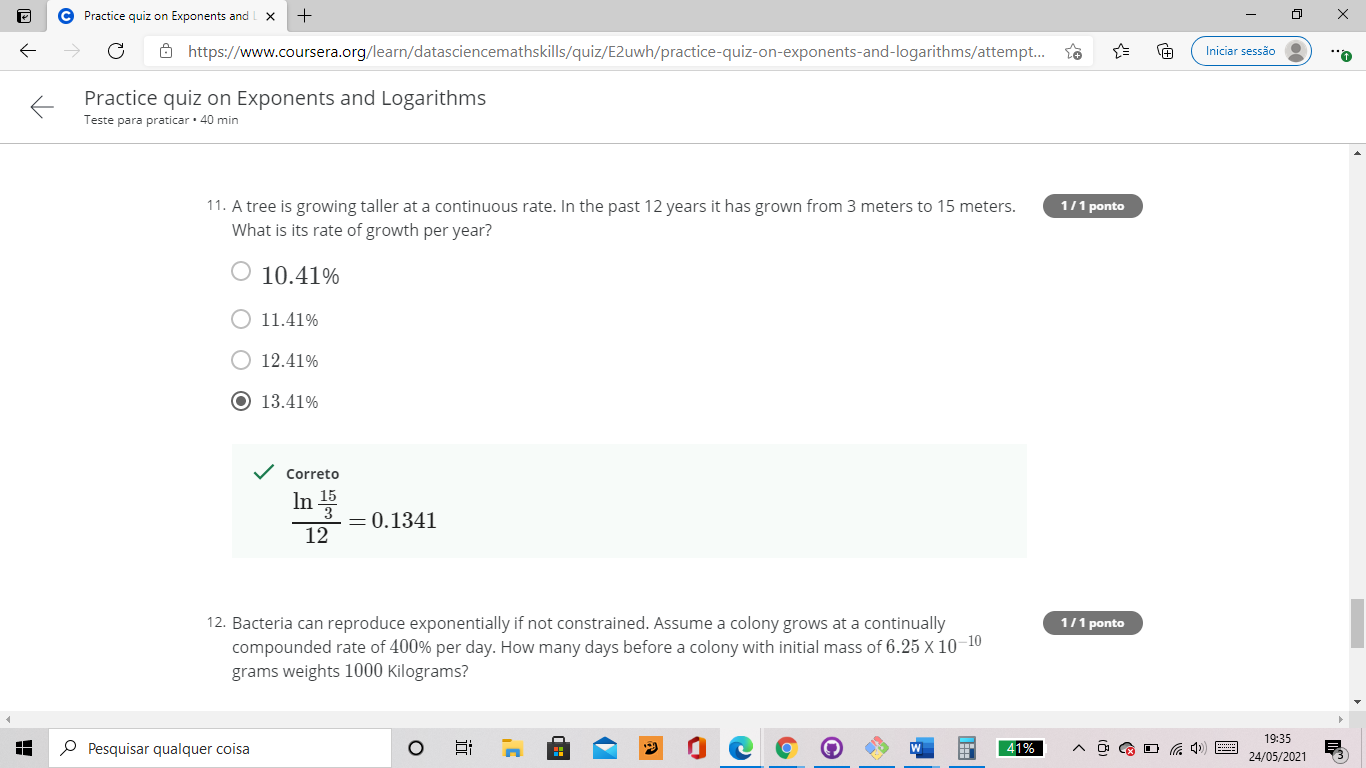 Practice quiz on Exponents and L
https://www.coursera.org/learn/datasciencemathskills/quiz/E2uwh/practice-quiz-on-exponents-and-logarithms/attempt...
Iniciar sessão
Practice quiz on Exponents and Logarithms
Teste para praticar • 40 min
11. A tree is growing taller at a continuous rate. In the past 12 years it has grown from 3 meters to 15 meters.
What is its rate of growth per year?
1 / 1 ponto
10.41%
11.41%
12.41%
13.41%
Correto
ln 15/3
/12 = 0.1341
12. Bacteria can reproduce exponentially if not constrained. Assume a colony grows at a continually
compounded rate of 400% per day. How many days before a colony with initial mass of 6.25 X 10⁻¹⁰
grams weights 1000 Kilograms?
1 / 1 ponto
Pesquisar qualquer coisa
41%
19:35
24/05/2021
3